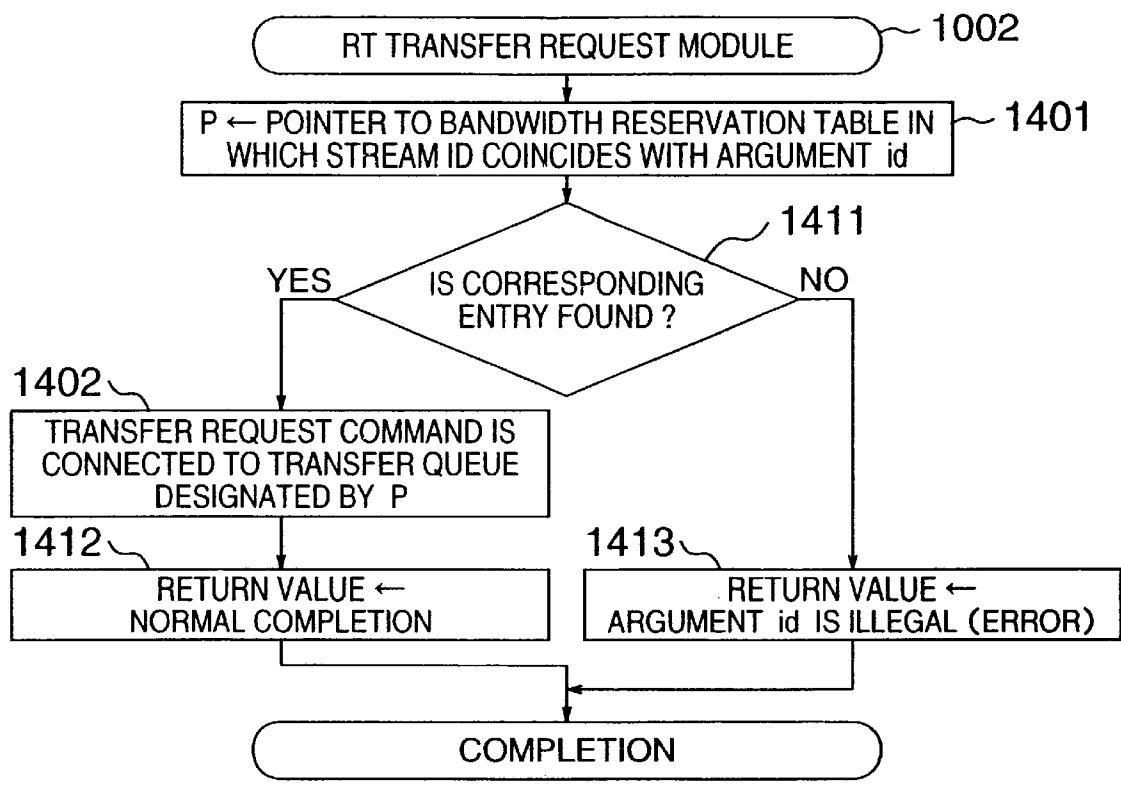 RT TRANSFER REQUEST MODULE
1002
P ← POINTER TO BANDWIDTH RESERVATION TABLE IN
WHICH STREAM ID COINCIDES WITH ARGUMENT id
1401
1411
YES
IS CORRESPONDING
ENTRY FOUND ?
NO
1402
TRANSFER REQUEST COMMAND IS
CONNECTED TO TRANSFER QUEUE
DESIGNATED BY P
1412
RETURN VALUE ←
NORMAL COMPLETION
1413
RETURN VALUE ←
ARGUMENT id IS ILLEGAL (ERROR)
COMPLETION